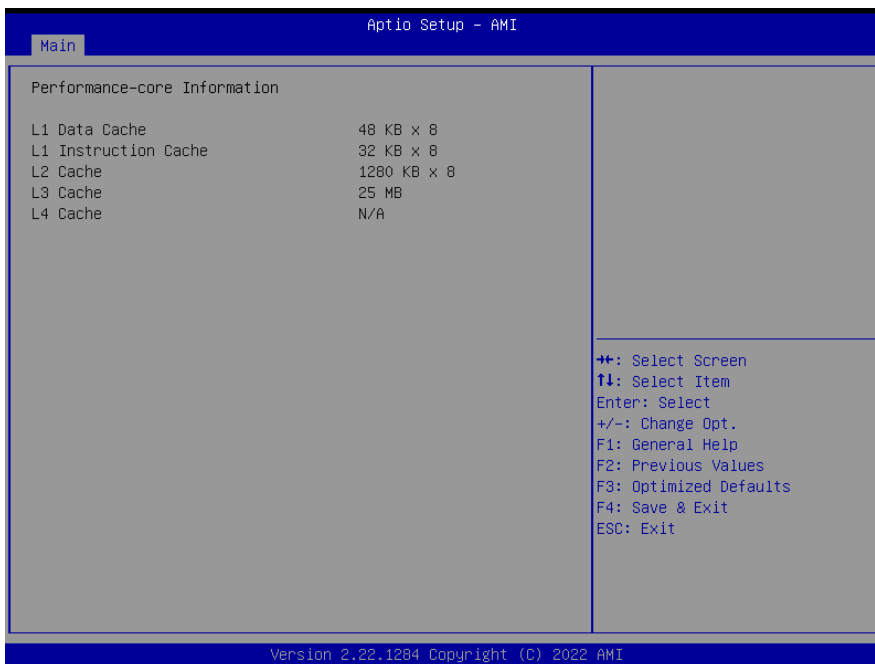 Aptio Setup - AMI
Main
Performance-core Information
L1 Data Cache 48 KB x 8
L1 Instruction Cache 32 KB x 8
L2 Cache 1280 KB x 8
L3 Cache 25 MB
L4 Cache N/A
→←: Select Screen
↑↓: Select Item
Enter: Select
+/-: Change Opt.
F1: General Help
F2: Previous Values
F3: Optimized Defaults
F4: Save & Exit
ESC: Exit
Version 2.22.1284 Copyright (C) 2022 AMI